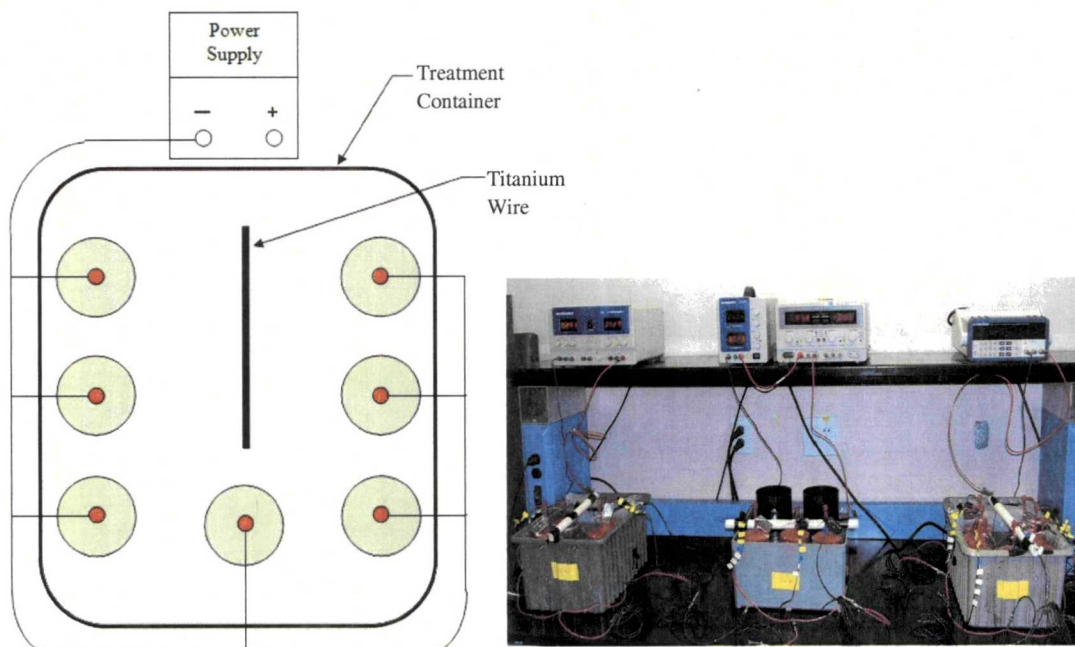 Power
Supply
— +
Treatment
Container
Titanium
Wire